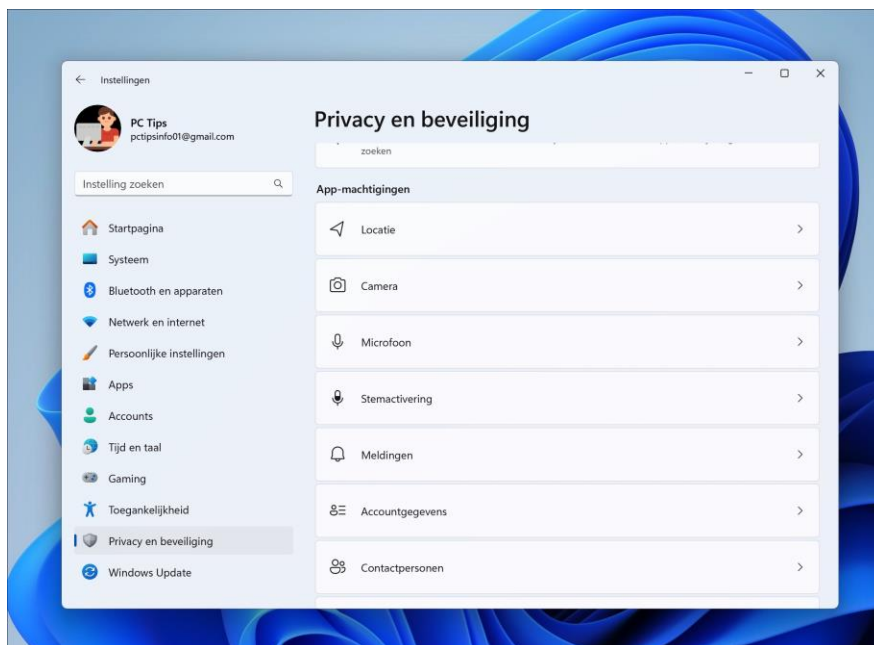 Instellingen
PC Tips
pctipsinfo01@gmail.com
Instelling zoeken
Startpagina
Systeem
Bluetooth en apparaten
Netwerk en internet
Persoonlijke instellingen
Apps
Accounts
Tijd en taal
Gaming
Toegankelijkheid
Privacy en beveiliging
Windows Update
Privacy en beveiliging
zoeken
App-machtigingen
Locatie
Camera
Microfoon
Stemactivering
Meldingen
Accountgegevens
Contactpersonen